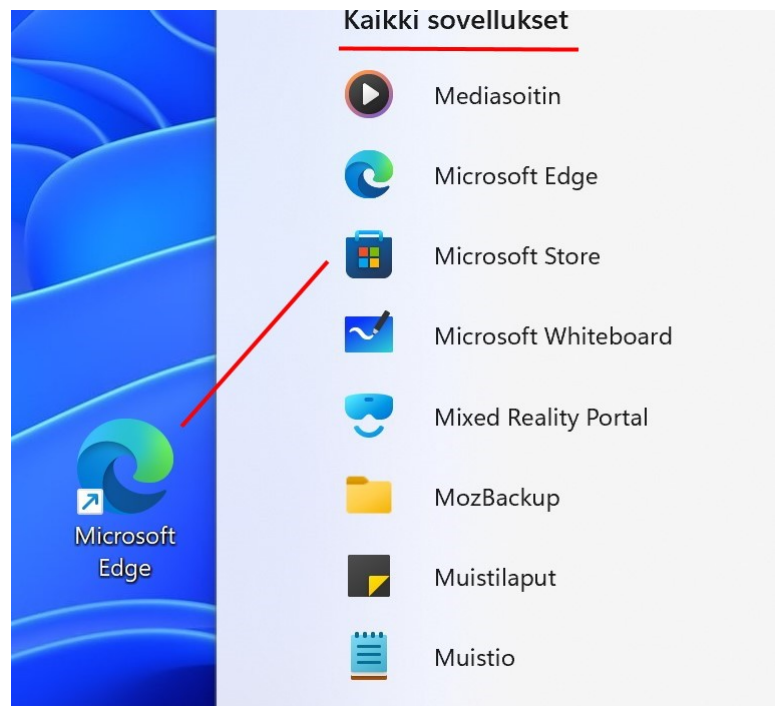 Kaikki sovellukset
Mediasoitin
Microsoft Edge
Microsoft Store
Microsoft Whiteboard
Mixed Reality Portal
MozBackup
Muistilaput
Muistio
Microsoft
Edge